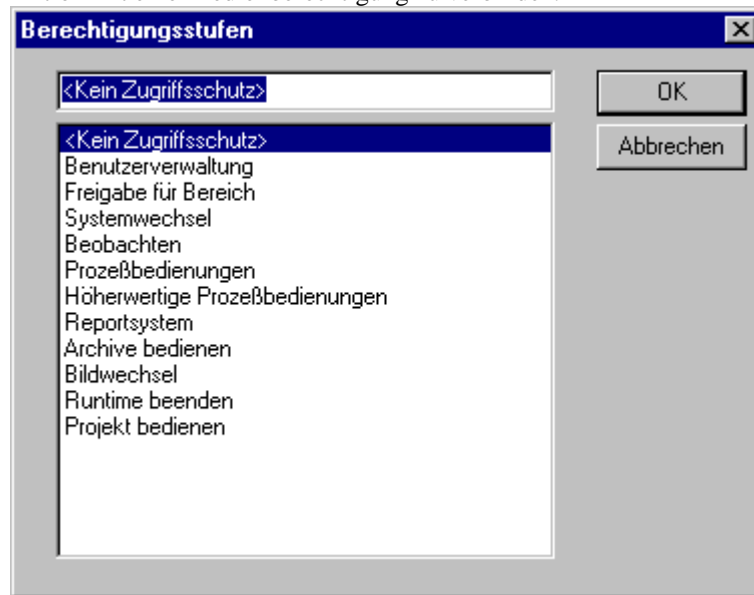 Berechtigungsstufen
<Kein Zugriffsschutz>
OK
<Kein Zugriffsschutz>
Abbrechen
Benutzerverwaltung
Freigabe für Bereich
Systemwechsel
Beobachten
Prozeßbedienungen
Höherwertige Prozeßbedienungen
Reportsystem
Archive bedienen
Bildwechsel
Runtime beenden
Projekt bedienen